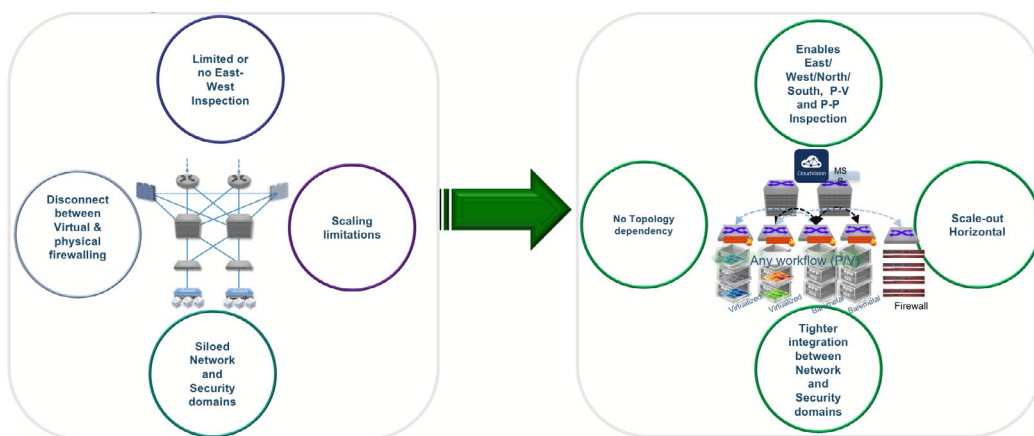 Limited or
no East-
West
Inspection
Disconnect
between
Virtual &
physical
firewalling
Scaling
limitations
Siloed
Network
and
Security
domains
Enables
East/
West/North/
South, P-V
and P-P
Inspection
CloudVision
MS
No Topology
dependency
Scale-out
Horizontal
Any workflow (P/V)
Virtualized
Virtualized
Baremetal
Baremetal
Firewall
Tighter
integration
between
Network
and
Security
domains